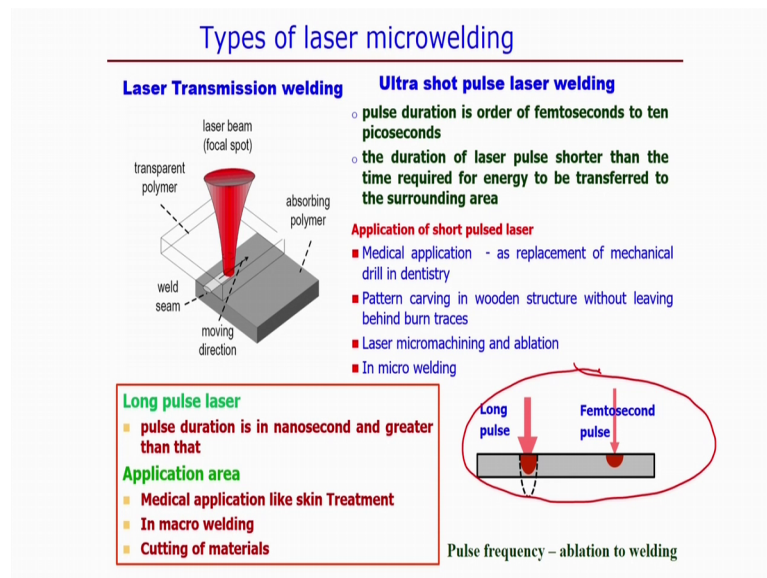 Types of laser microwelding
Laser Transmission welding
laser beam
(focal spot)
transparent
polymer
absorbing
polymer
weld
seam
moving
direction
Ultra shot pulse laser welding
pulse duration is order of femtoseconds to ten
picoseconds
the duration of laser pulse shorter than the
time required for energy to be transferred to
the surrounding area
Application of short pulsed laser
Medical application - as replacement of mechanical
drill in dentistry
Pattern carving in wooden structure without leaving
behind burn traces
Laser micromachining and ablation
In micro welding
Long pulse laser
pulse duration is in nanosecond and greater
than that
Application area
Medical application like skin Treatment
In macro welding
Cutting of materials
Long
pulse
Femtosecond
pulse
Pulse frequency – ablation to welding